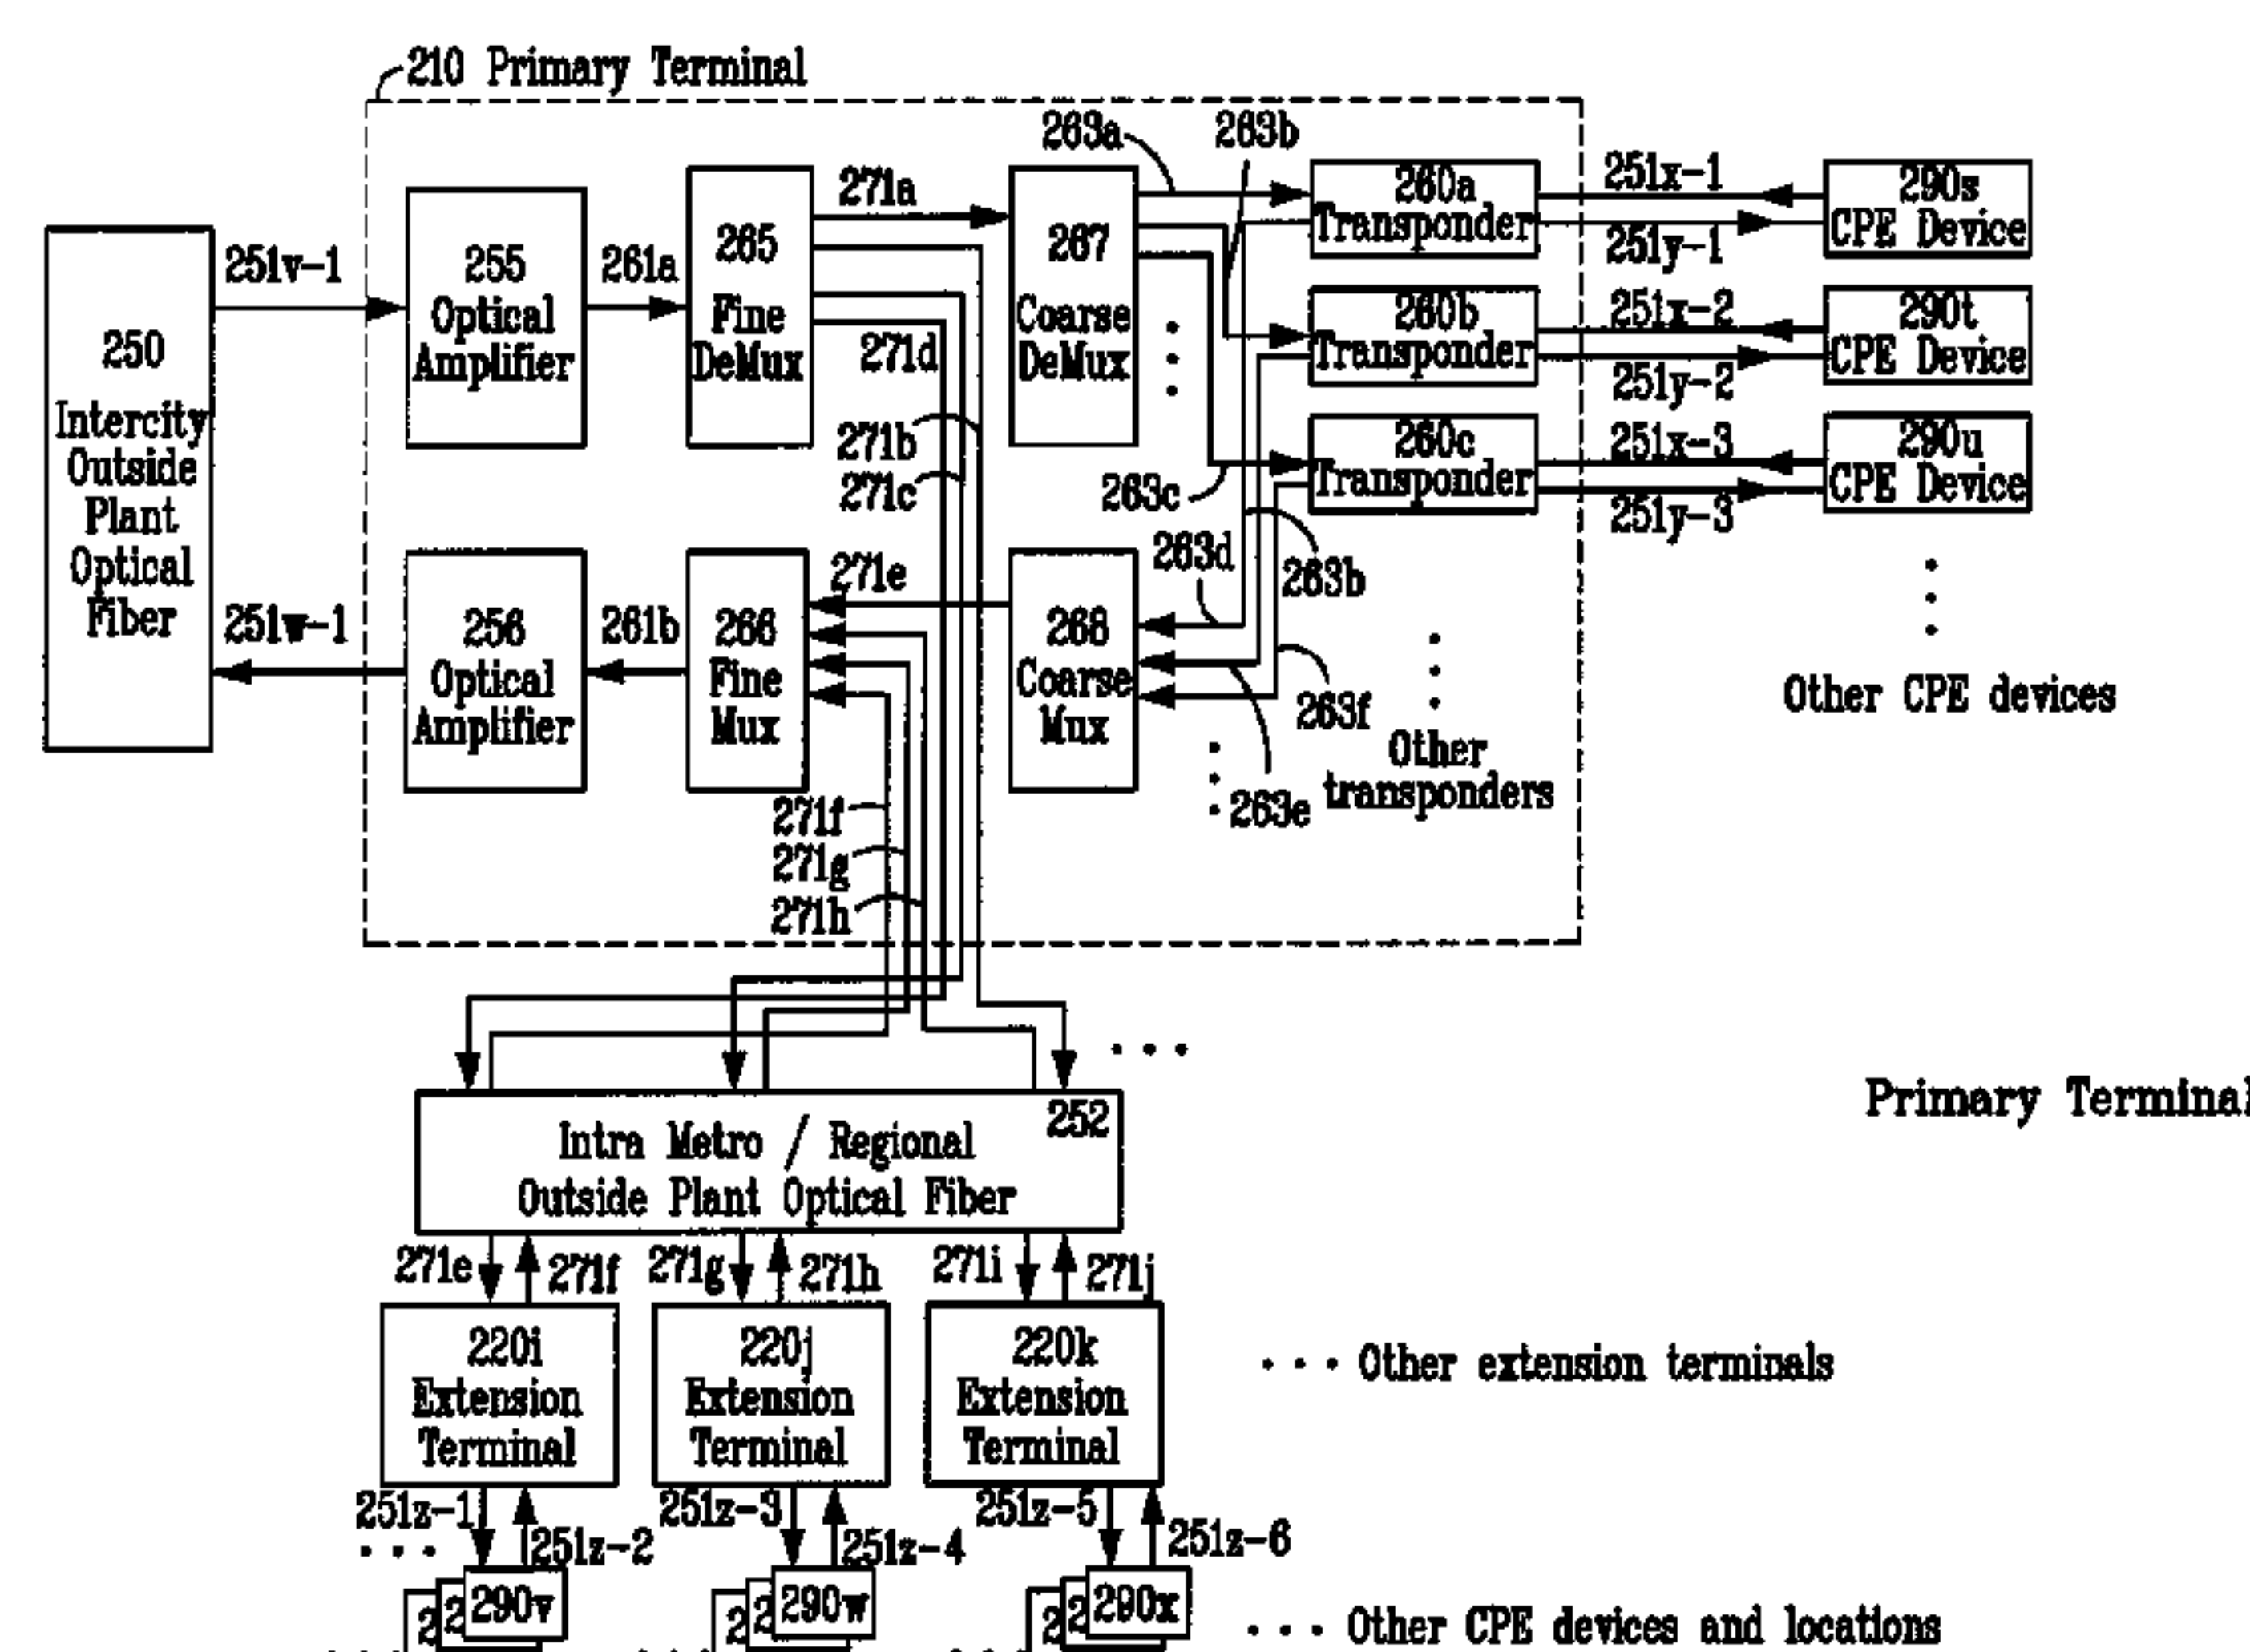 210 Primary Terminal
263a
263b
271a
251v-1
261a
250
Intercity
Outside
Plant
Optical
Fiber
255
Optical
Amplifier
265
Fine
DeMux
267
Coarse
DeMux
260a
Transponder
251x-1
251y-1
290s
CPE Device
260b
Transponder
251x-2
251y-2
290t
CPE Device
260c
Transponder
251x-3
251y-3
290u
CPE Device
271d
271b
271c
263c
263d
263b
271e
251w-1
261b
256
Optical
Amplifier
266
Fine
Mux
268
Coarse
Mux
263f
263e
Other
transponders
Other CPE devices
271f
271g
271h
252
Intra Metro / Regional
Outside Plant Optical Fiber
Primary Terminal
271e
271f
271g
271h
271i
271j
220i
Extension
Terminal
220j
Extension
Terminal
220k
Extension
Terminal
... Other extension terminals
251z-1
251z-2
251z-3
251z-4
251z-5
251z-6
...
2 2 290v
2 2 290w
2 2 290x
... Other CPE devices and locations